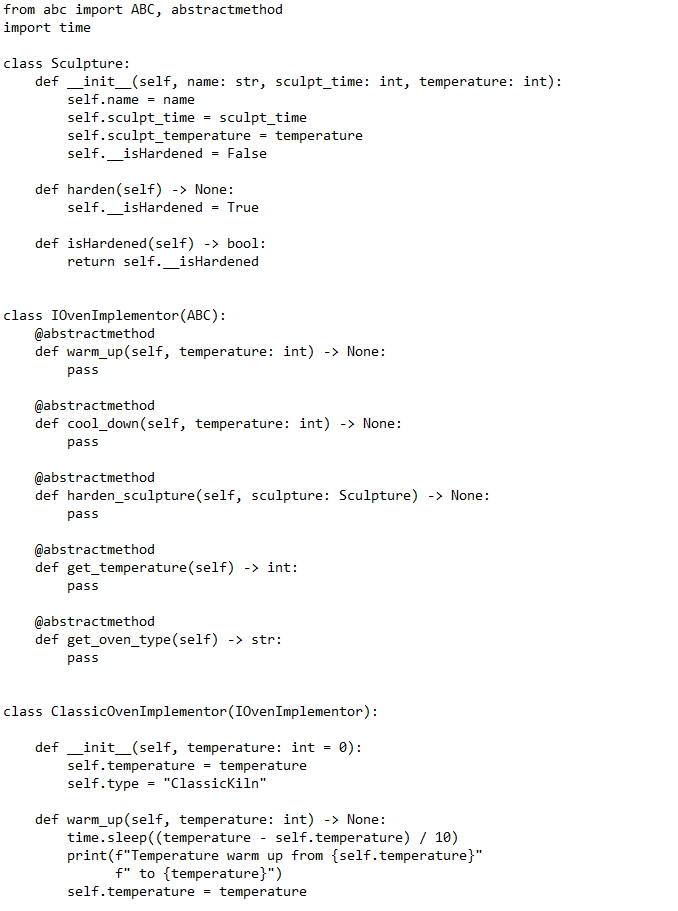 from abc import ABC, abstractmethod
import time

class Sculpture:
    def __init__(self, name: str, sculpt_time: int, temperature: int):
        self.name = name
        self.sculpt_time = sculpt_time
        self.sculpt_temperature = temperature
        self.__isHardened = False

    def harden(self) -> None:
        self.__isHardened = True

    def isHardened(self) -> bool:
        return self.__isHardened


class IOvenImplementor(ABC):
    @abstractmethod
    def warm_up(self, temperature: int) -> None:
        pass

    @abstractmethod
    def cool_down(self, temperature: int) -> None:
        pass

    @abstractmethod
    def harden_sculpture(self, sculpture: Sculpture) -> None:
        pass

    @abstractmethod
    def get_temperature(self) -> int:
        pass

    @abstractmethod
    def get_oven_type(self) -> str:
        pass


class ClassicOvenImplementor(IOvenImplementor):

    def __init__(self, temperature: int = 0):
        self.temperature = temperature
        self.type = "ClassicKiln"

    def warm_up(self, temperature: int) -> None:
        time.sleep((temperature - self.temperature) / 10)
        print(f"Temperature warm up from {self.temperature}"
              f" to {temperature}")
        self.temperature = temperature